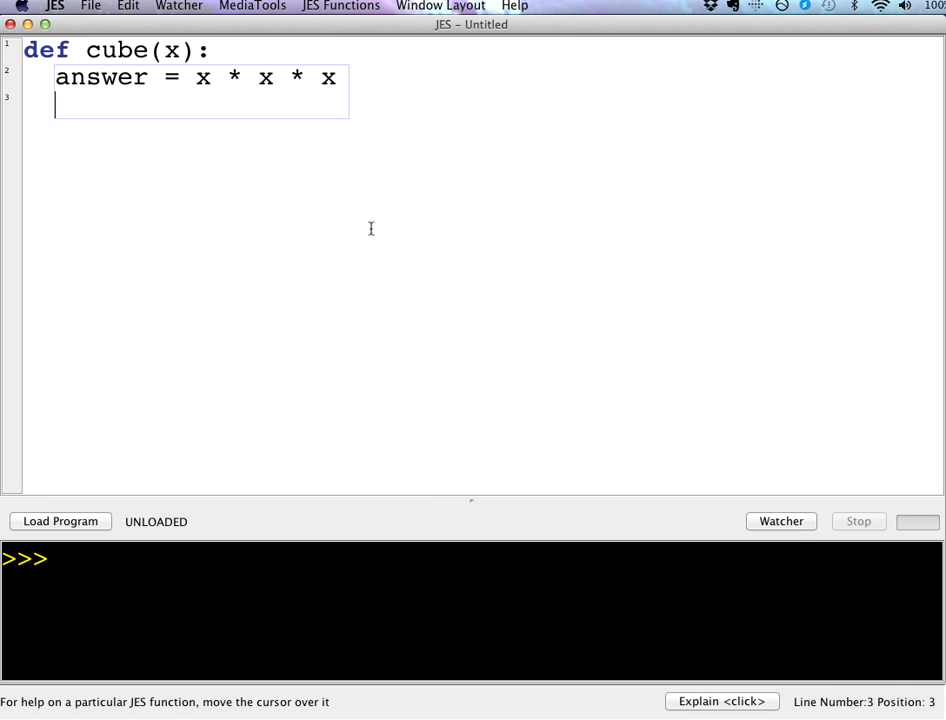 JES File Edit Watcher MediaTools JES Functions Window Layout Help
JES - Untitled
1 def cube(x):
2 answer = x * x * x
3
Load Program UNLOADED Watcher Stop
>>>
For help on a particular JES function, move the cursor over it Explain <click> Line Number:3 Position: 3